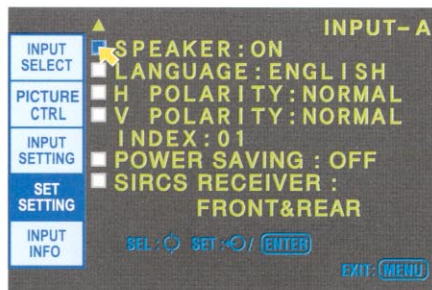 INPUT-A
INPUT
SELECT
PICTURE
CTRL
INPUT
SETTING
SET
SETTING
INPUT
INFO
SPEAKER:ON
LANGUAGE:ENGLISH
H POLARITY:NORMAL
V POLARITY:NORMAL
INDEX:01
POWER SAVING : OFF
SIRCS RECEIVER :
FRONT&REAR
SEL: SET: / ENTER
EXIT: MENU